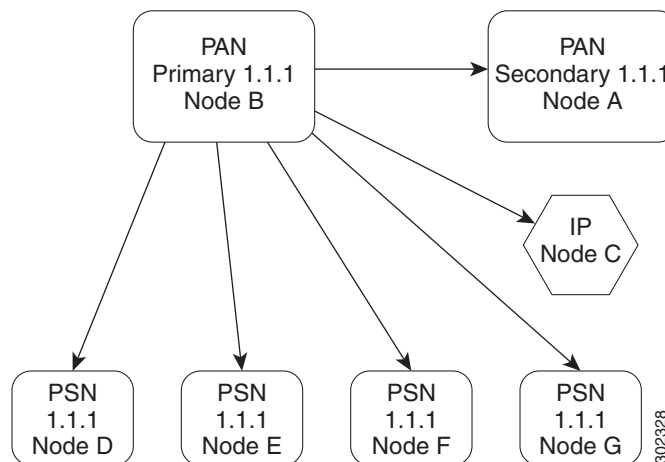 PAN
Primary 1.1.1
Node B
PAN
Secondary 1.1.1
Node A
IP
Node C
PSN
1.1.1
Node D
PSN
1.1.1
Node E
PSN
1.1.1
Node F
PSN
1.1.1
Node G
302328